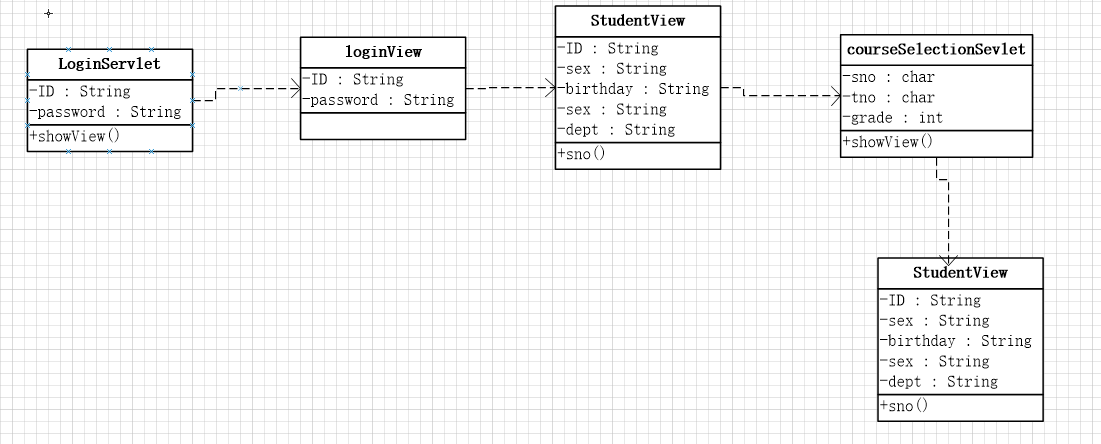 LoginServlet
-ID : String
-password : String
+showView()
loginView
-ID : String
-password : String
StudentView
-ID : String
-sex : String
-birthday : String
-sex : String
-dept : String
+sno()
courseSelectionSevlet
-sno : char
-tno : char
-grade : int
+showView()
StudentView
-ID : String
-sex : String
-birthday : String
-sex : String
-dept : String
+sno()